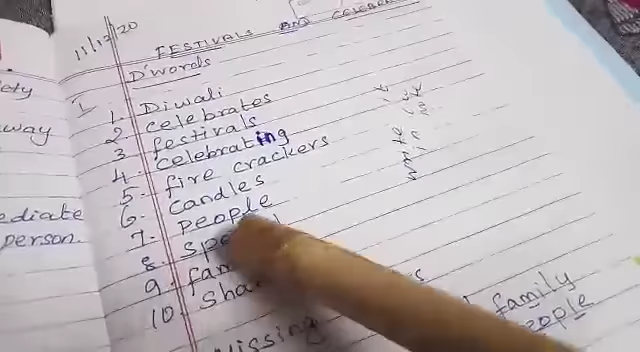 ety
way
ediate
person.
11/12/20
FESTIVALS AND
D'words
I
1. Diwali
2. celebrates
3. festivals
4. celebrating
5. fire crackers
6. candles
7. people
8.
9.
10.
family
people